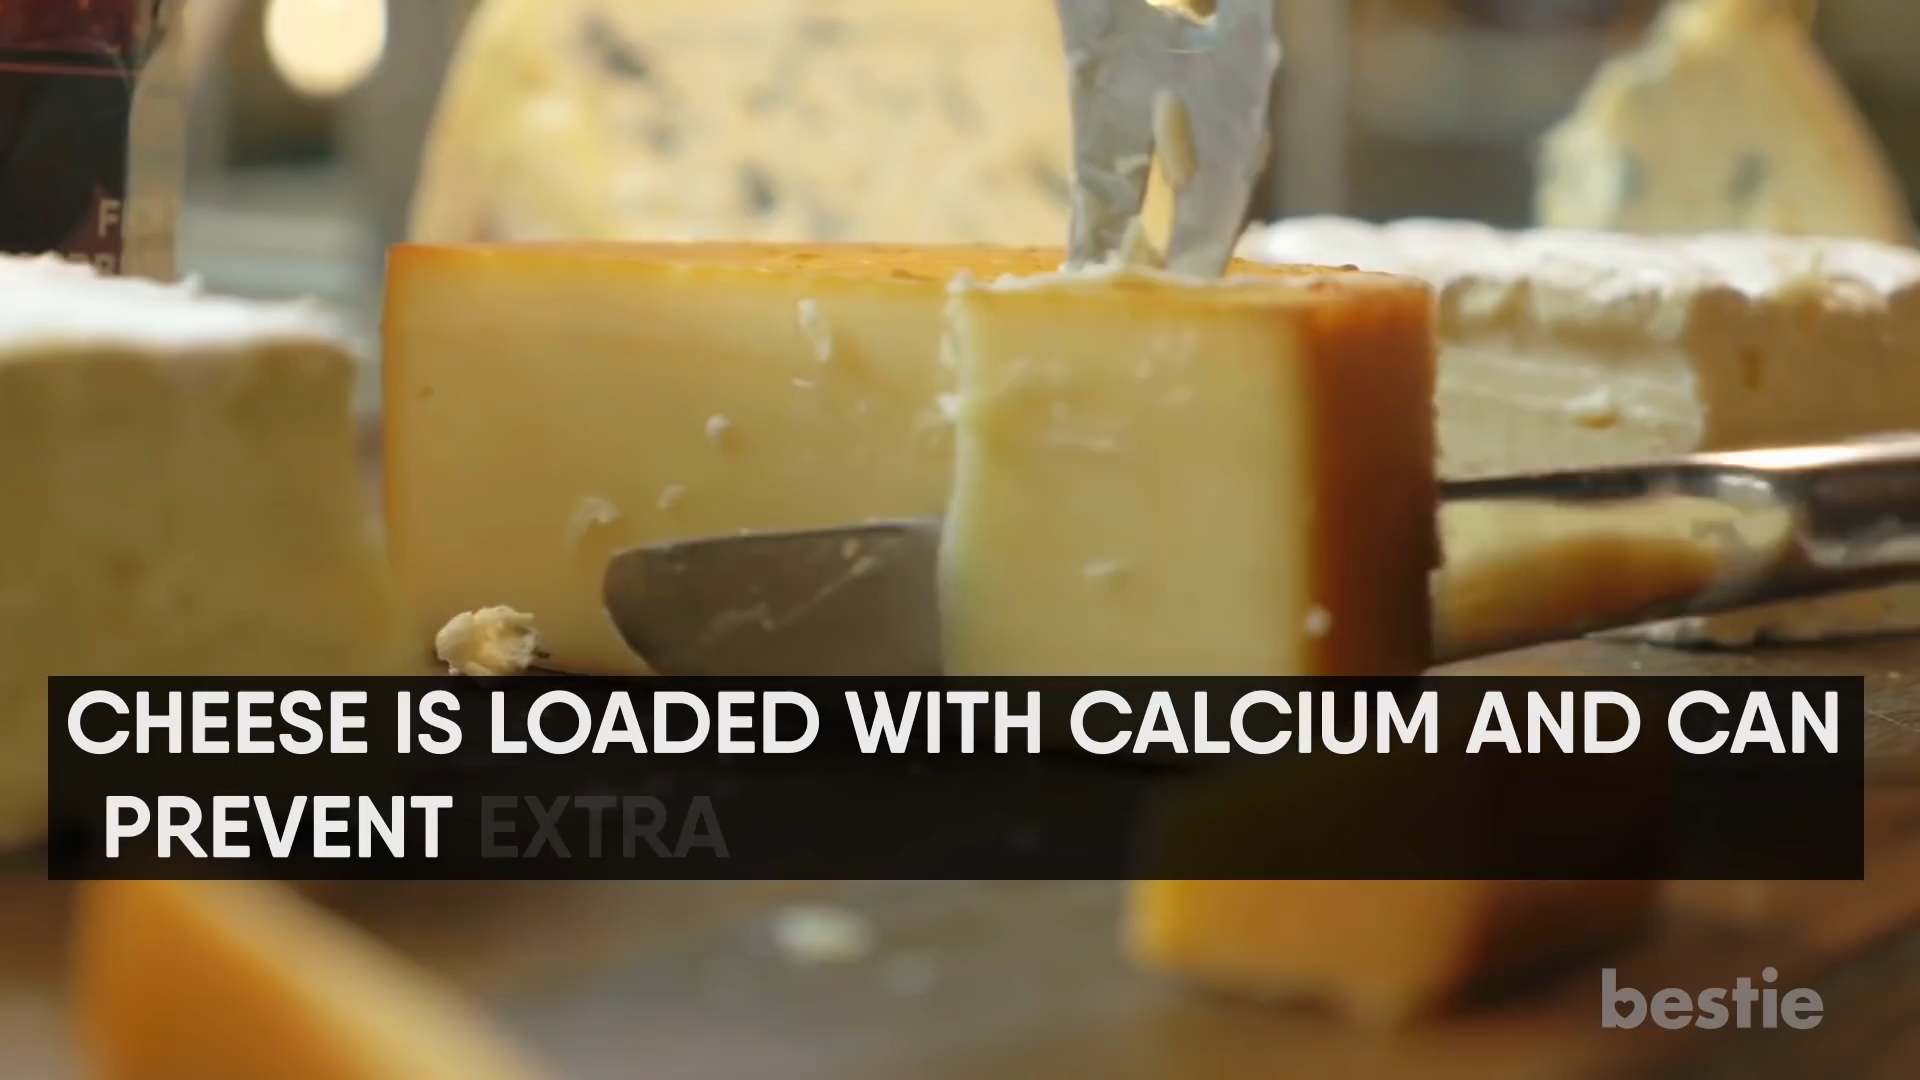 CHEESE IS LOADED WITH CALCIUM AND CAN
PREVENT EXTRA
bestie